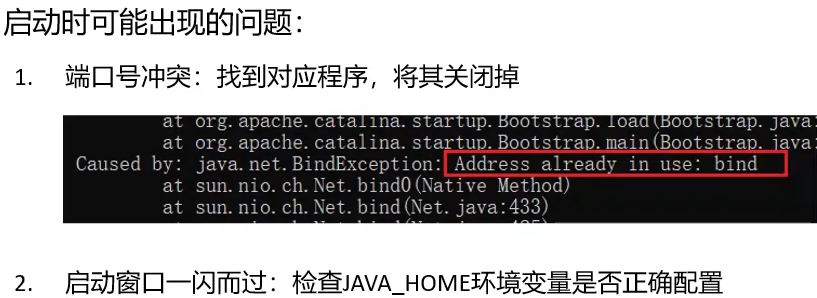 启动时可能出现的问题：
1. 端口号冲突：找到对应程序，将其关闭掉
at org.apache.catalina.startup.Bootstrap.load(Bootstrap.java:
at org.apache.catalina.startup.Bootstrap.main(Bootstrap.java:
Caused by: java.net.BindException: Address already in use: bind
at sun.nio.ch.Net.bind0(Native Method)
at sun.nio.ch.Net.bind(Net.java:433)
2. 启动窗口一闪而过：检查JAVA_HOME环境变量是否正确配置